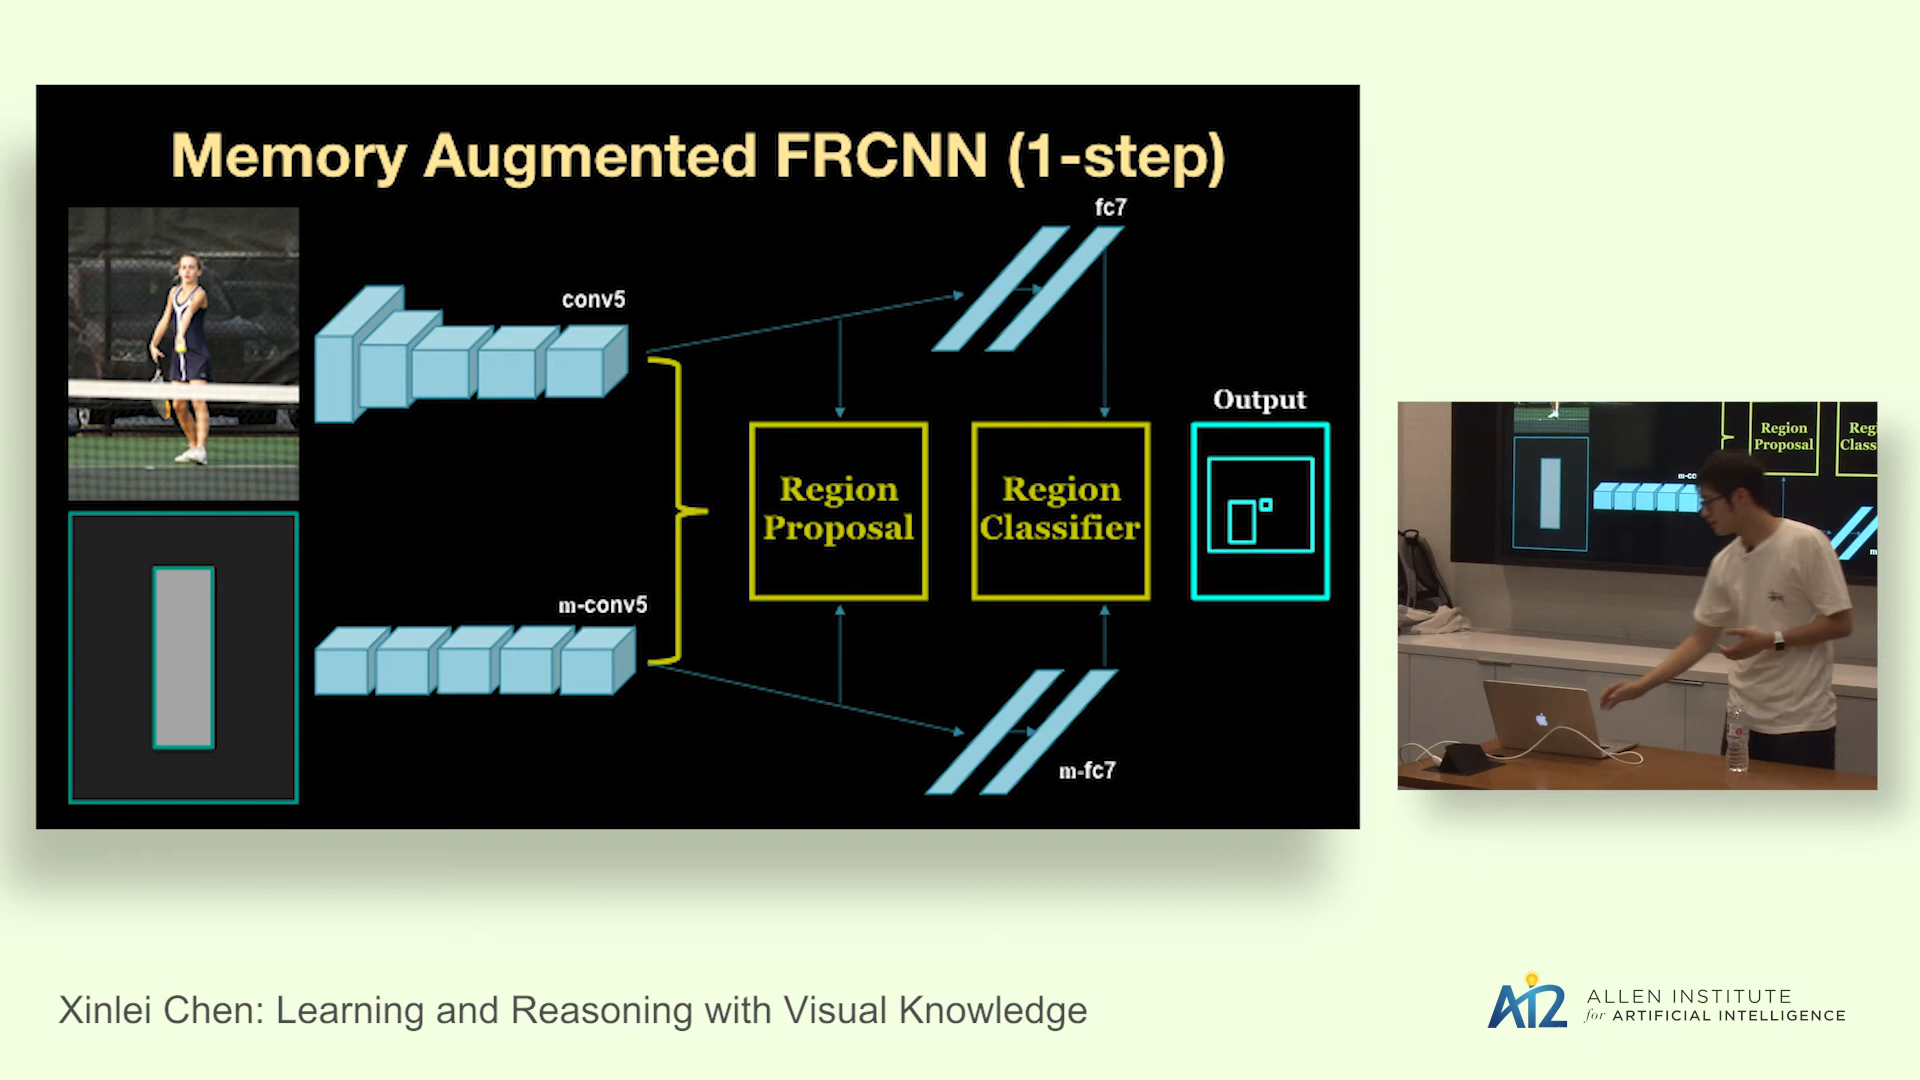 Memory Augmented FRCNN (1-step)
fc7
conv5
Output
Region
Proposal
Region
Classifier
m-conv5
m-fc7
Region
Proposal
Reg
Class
m-co
m
Xinlei Chen: Learning and Reasoning with Visual Knowledge
AI2
ALLEN INSTITUTE
for ARTIFICIAL INTELLIGENCE